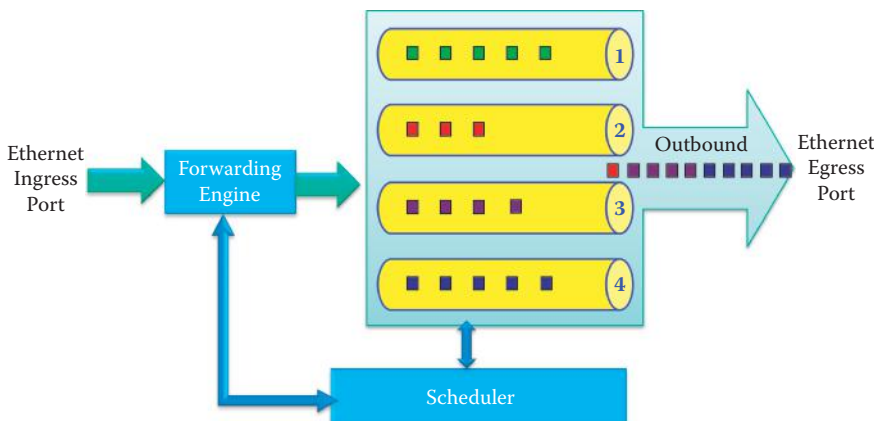 Ethernet
Ingress
Port
Forwarding
Engine
1
2
3
4
Outbound
Ethernet
Egress
Port
Scheduler